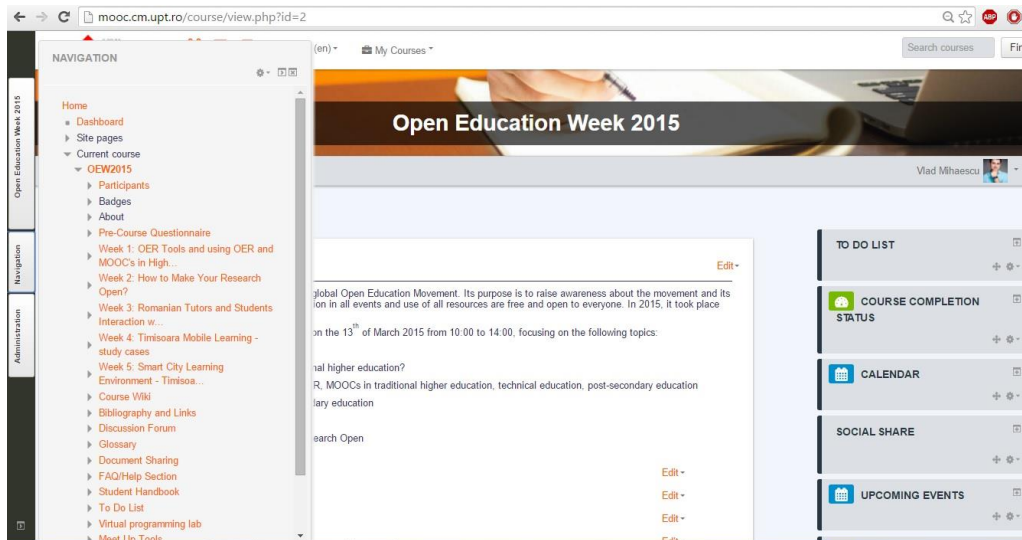 mooc.cm.upt.ro/course/view.php?id=2
ABP
(en)
My Courses
Search courses
Fin
Open Education Week 2015
Vlad Mihaescu
Open Education Week 2015
Navigation
Administration
NAVIGATION
Home
Dashboard
Site pages
Current course
OEW2015
Participants
Badges
About
Pre-Course Questionnaire
Week 1: OER Tools and using OER and
MOOC's in High...
Week 2: How to Make Your Research
Open?
Week 3: Romanian Tutors and Students
Interaction w...
Week 4: Timisoara Mobile Learning -
study cases
Week 5: Smart City Learning
Environment - Timisoa...
Course Wiki
Bibliography and Links
Discussion Forum
Glossary
Document Sharing
FAQ/Help Section
Student Handbook
To Do List
Virtual programming lab
Meet Up Tools
Edit
global Open Education Movement. Its purpose is to raise awareness about the movement and its
ion in all events and use of all resources are free and open to everyone. In 2015, it took place
on the 13th of March 2015 from 10:00 to 14:00, focusing on the following topics:
nal higher education?
R, MOOCs in traditional higher education, technical education, post-secondary education
dary education
earch Open
Edit
Edit
Edit
TO DO LIST
COURSE COMPLETION
STATUS
CALENDAR
SOCIAL SHARE
UPCOMING EVENTS